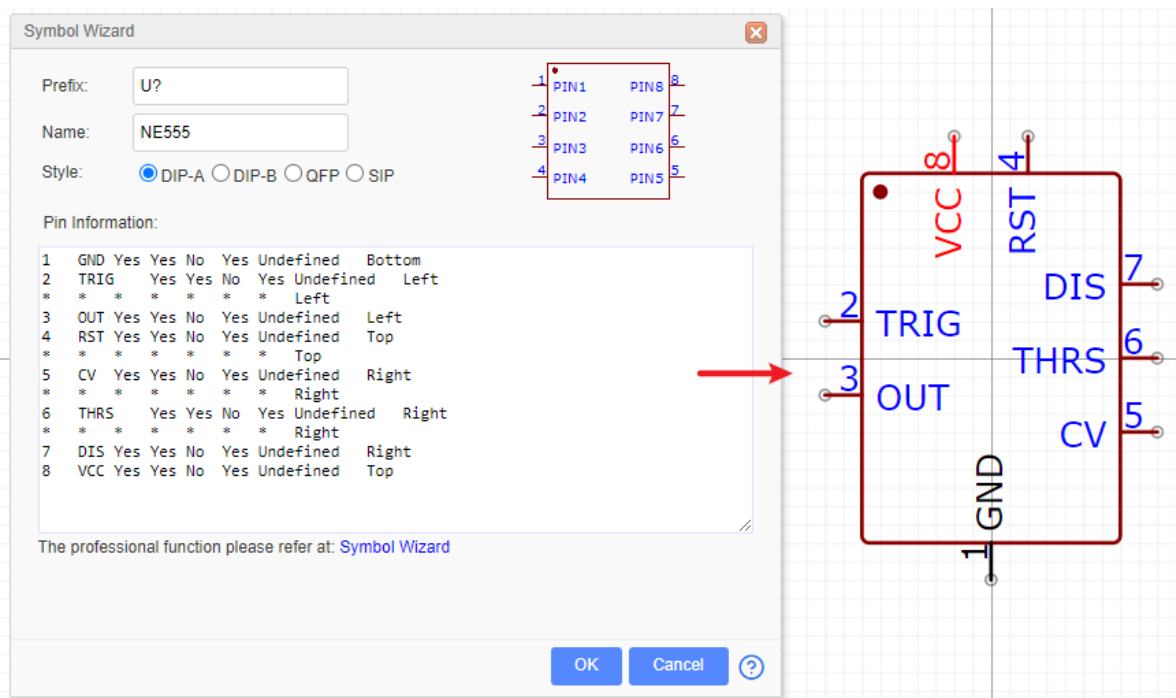 Symbol Wizard
Prefix: U?
Name: NE555
Style: DIP-A DIP-B QFP SIP
1 PIN1 PIN8 8
2 PIN2 PIN7 7
3 PIN3 PIN6 6
4 PIN4 PIN5 5
Pin Information:
1 GND Yes Yes No Yes Undefined Bottom
2 TRIG Yes Yes No Yes Undefined Left
* * * * * * Left
3 OUT Yes Yes No Yes Undefined Left
4 RST Yes Yes No Yes Undefined Top
* * * * * * Top
5 CV Yes Yes No Yes Undefined Right
* * * * * * Right
6 THRS Yes Yes No Yes Undefined Right
* * * * * * Right
7 DIS Yes Yes No Yes Undefined Right
8 VCC Yes Yes No Yes Undefined Top
The professional function please refer at: Symbol Wizard
OK Cancel ?
8 VCC
4 RST
DIS 7
2 TRIG
THRS 6
3 OUT
CV 5
1 GND